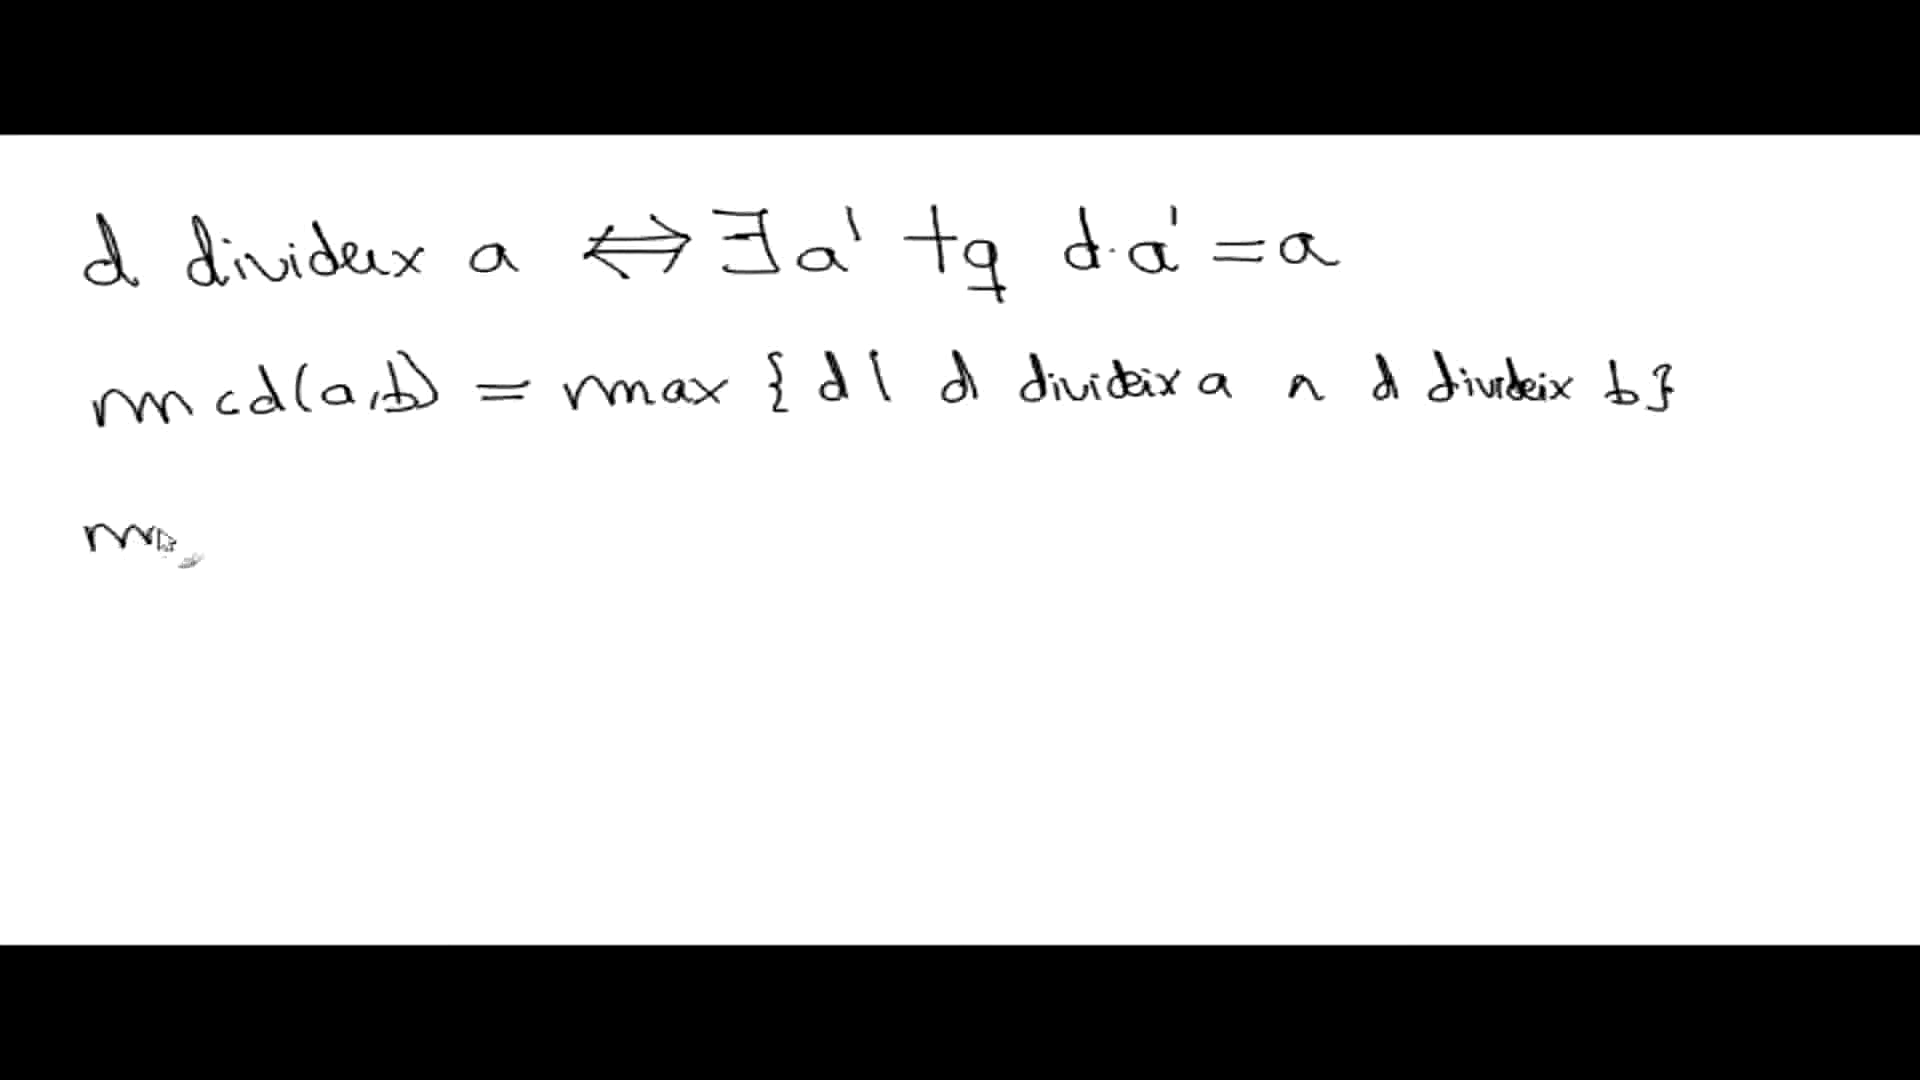 d divideix a ⟺ ∃ a' tq d·a' = a
mcd(a,b) = max { d | d divideix a ∧ d divideix b}
m